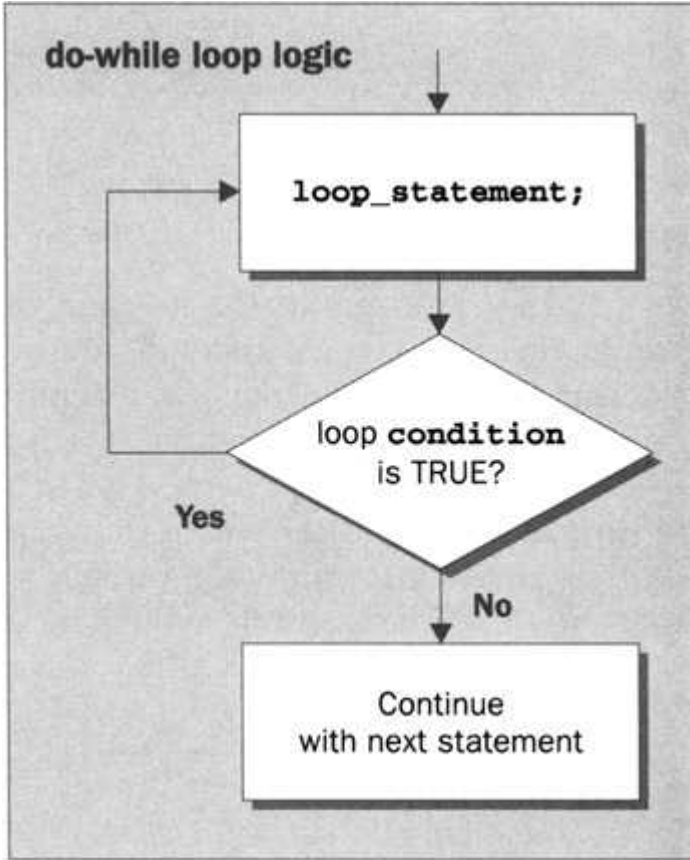 do-while loop logic
loop_statement;
loop condition
is TRUE?
Yes
No
Continue
with next statement